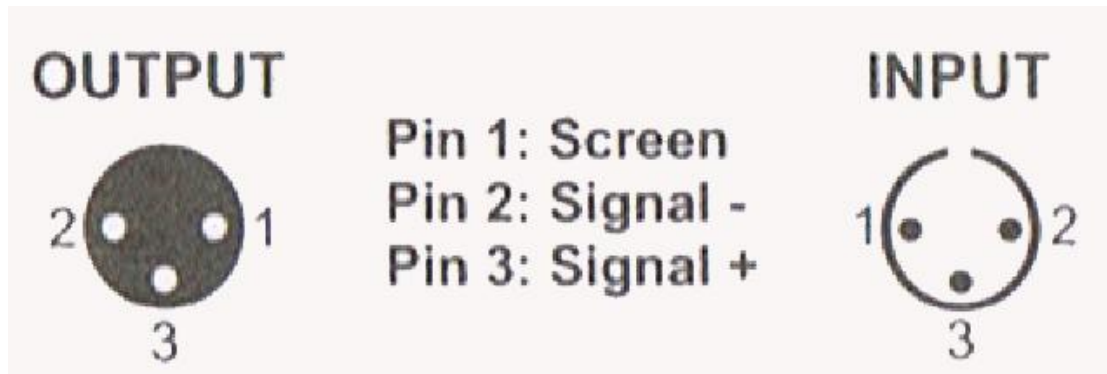 OUTPUT
INPUT
Pin 1: Screen
Pin 2: Signal -
Pin 3: Signal +
2
1
3
1
2
3